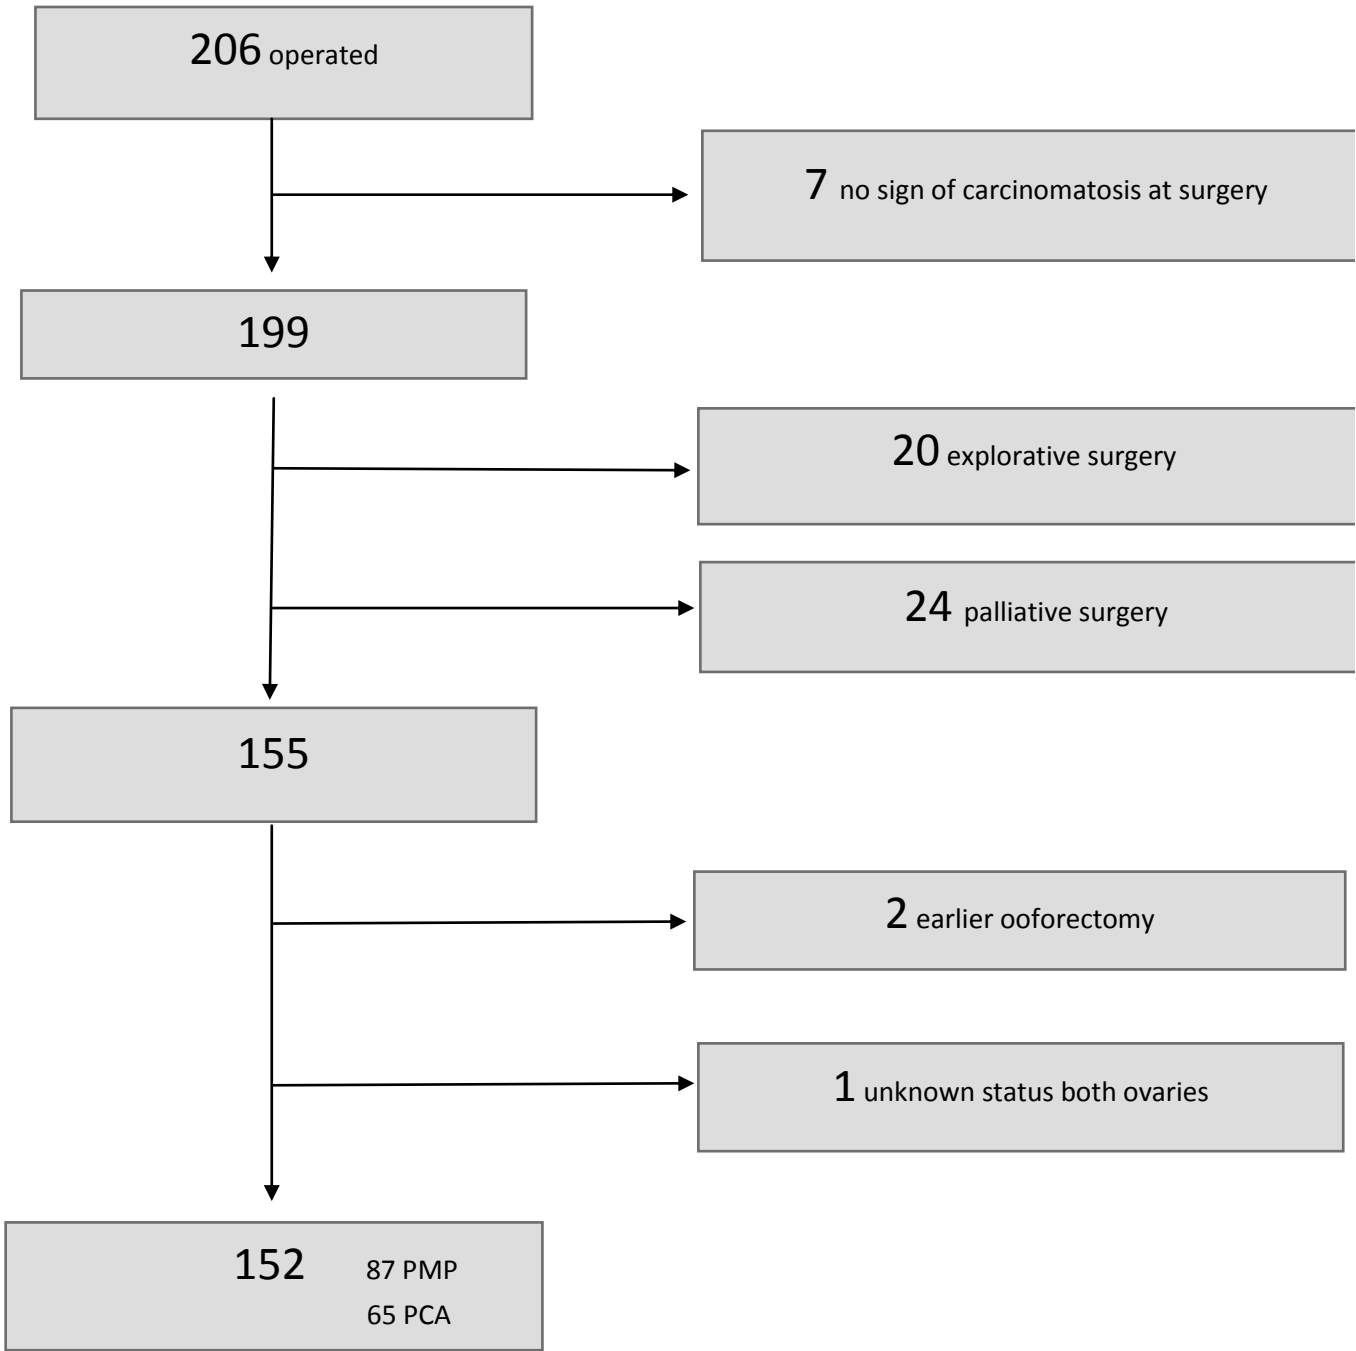 206 operated
7 no sign of carcinomatosis at surgery
199
20 explorative surgery
24 palliative surgery
155
2 earlier ooforectomy
1 unknown status both ovaries
152 87 PMP
65 PCA